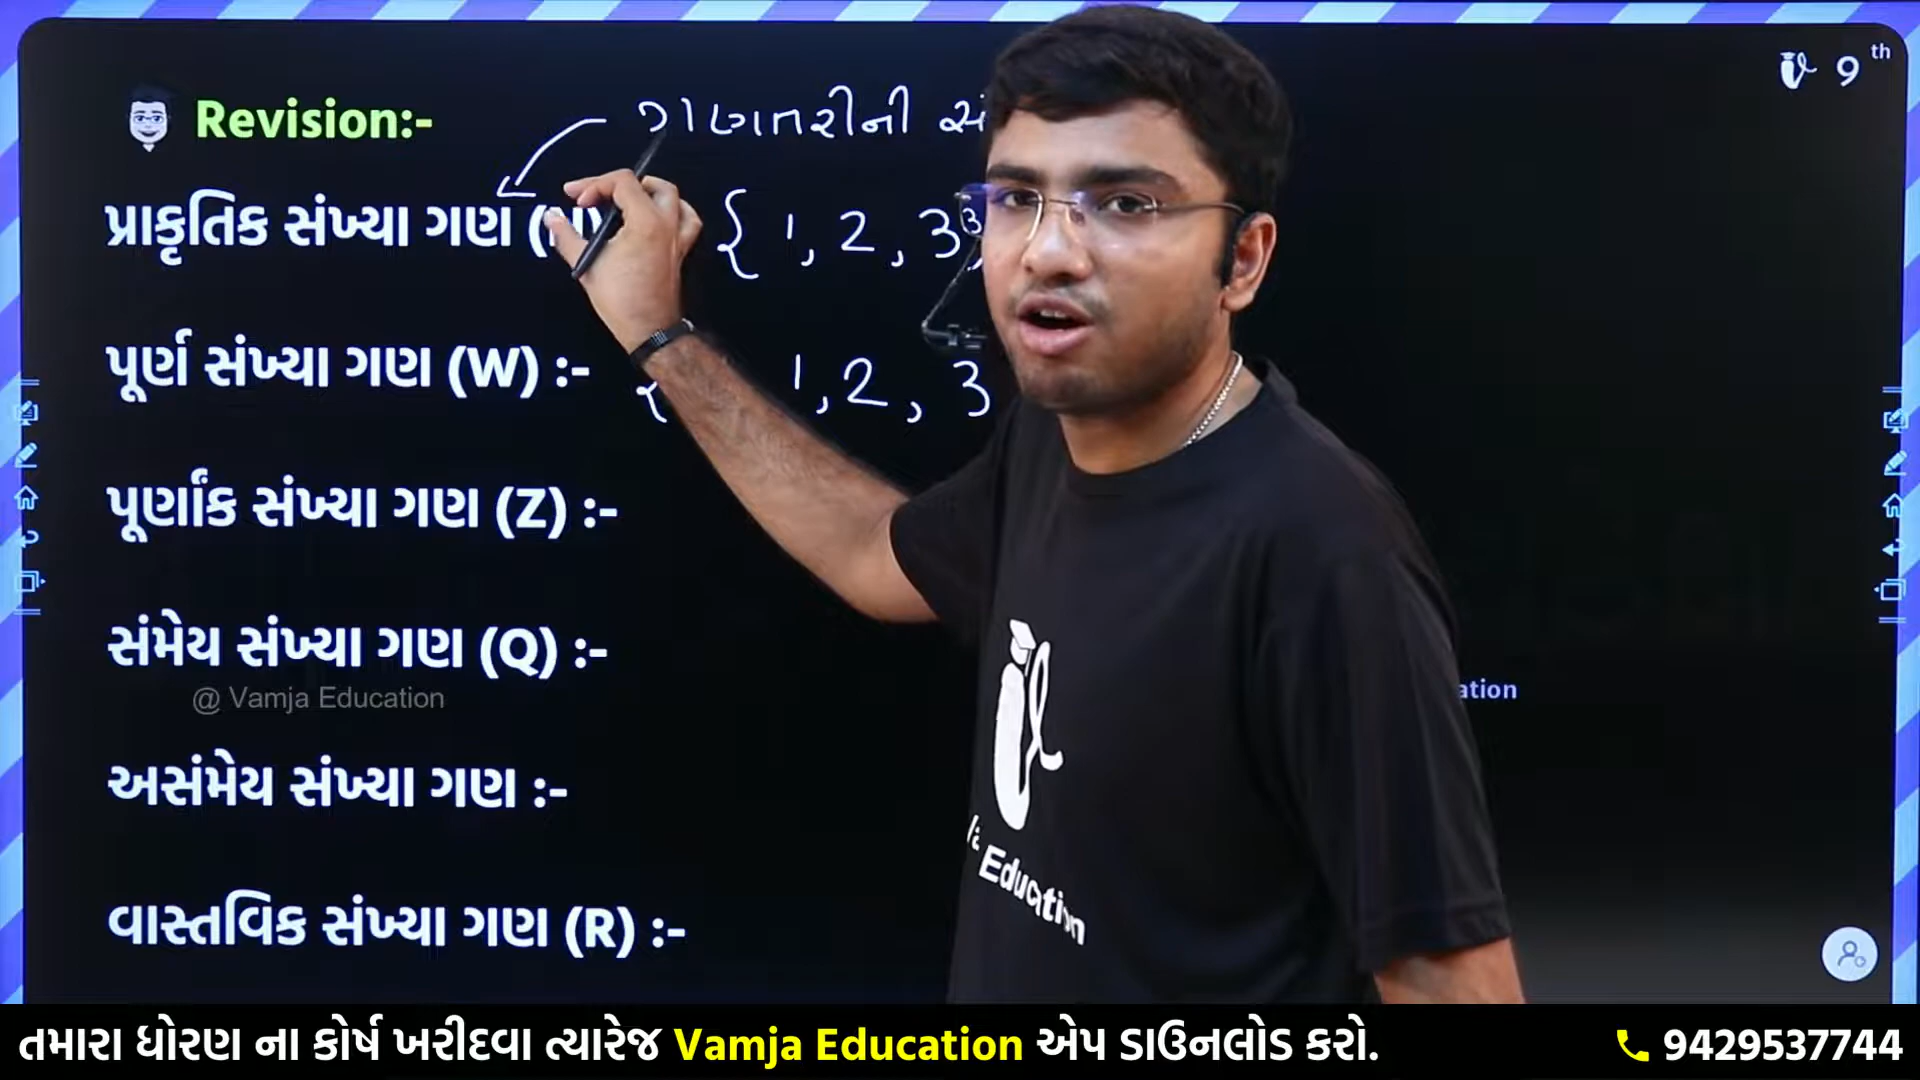 9th
Revision:-
ગણતરીની
પ્રાકૃતિક સંખ્યા ગણ (N) { 1, 2, 3
પૂર્ણ સંખ્યા ગણ (W) :- { 1, 2, 3
પૂર્ણાંક સંખ્યા ગણ (Z) :-
સંમેય સંખ્યા ગણ (Q) :-
@ Vamja Education
અસંમેય સંખ્યા ગણ :-
વાસ્તવિક સંખ્યા ગણ (R) :-
Education
તમારા ધોરણ ના કોર્ષ ખરીદવા ત્યારેજ Vamja Education એપ ડાઉનલોડ કરો. 9429537744